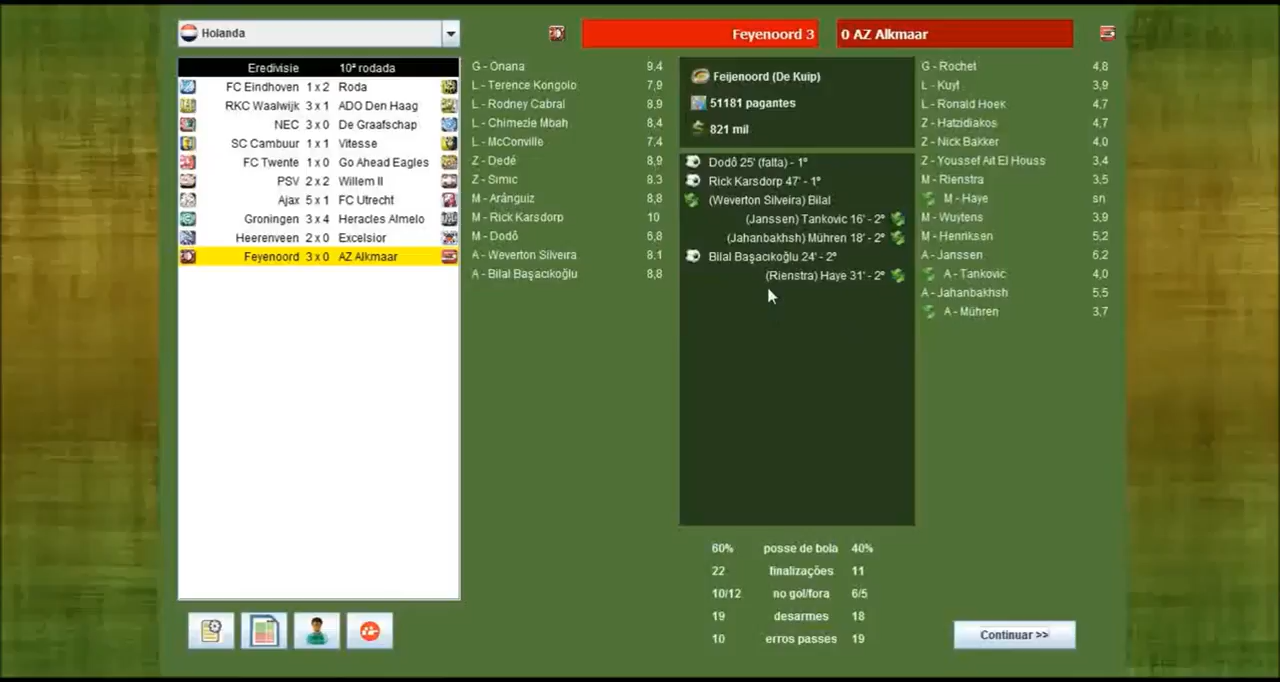 Holanda
Feyenoord 3
0 AZ Alkmaar
Eredivisie 10ª rodada
FC Eindhoven 1 x 2 Roda
RKC Waalwijk 3 x 1 ADO Den Haag
NEC 3 x 0 De Graafschap
SC Cambuur 1 x 1 Vitesse
FC Twente 1 x 0 Go Ahead Eagles
PSV 2 x 2 Willem II
Ajax 5 x 1 FC Utrecht
Groningen 3 x 4 Heracles Almelo
Heerenveen 2 x 0 Excelsior
Feyenoord 3 x 0 AZ Alkmaar
G - Onana 9,4
L - Terence Kongolo 7,9
L - Rodney Cabral 8,9
L - Chimezie Mbah 8,4
L - McConville 7,4
Z - Dedé 8,9
Z - Simic 8,3
M - Aránguiz 8,8
M - Rick Karsdorp 10
M - Dodô 6,8
A - Weverton Silveira 8,1
A - Bilal Başacıkoğlu 8,8
Feijenoord (De Kuip)
51181 pagantes
821 mil
Dodô 25' (falta) - 1º
Rick Karsdorp 47' - 1º
(Weverton Silveira) Bilal
(Janssen) Tankovic 16' - 2º
(Jahanbakhsh) Mühren 18' - 2º
Bilal Başacıkoğlu 24' - 2º
(Rienstra) Haye 31' - 2º
60% posse de bola 40%
22 finalizações 11
10/12 no gol/fora 6/5
19 desarmes 18
10 erros passes 19
G - Rochet 4,8
L - Kuyt 3,9
L - Ronald Hoek 4,7
Z - Hatzidiakos 4,7
Z - Nick Bakker 4,0
Z - Youssef Ait El Houss 3,4
M - Rienstra 3,5
M - Haye sn
M - Wuytens 3,9
M - Henriksen 5,2
A - Janssen 6,2
A - Tankovic 4,0
A - Jahanbakhsh 5,5
A - Mühren 3,7
Continuar >>